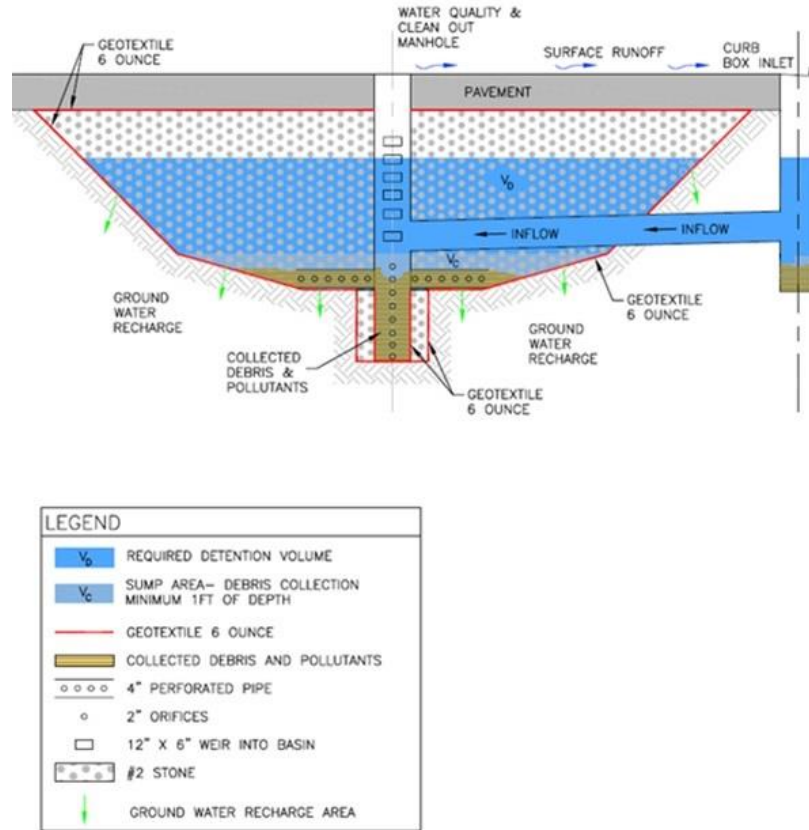 WATER QUALITY &
CLEAN OUT
MANHOLE
GEOTEXTILE
6 OUNCE
SURFACE RUNOFF
CURB
BOX INLET
PAVEMENT
VD
INFLOW
INFLOW
VC
GROUND
WATER
RECHARGE
GEOTEXTILE
6 OUNCE
GROUND
WATER
RECHARGE
COLLECTED
DEBRIS &
POLLUTANTS
GEOTEXTILE
6 OUNCE
LEGEND
VD REQUIRED DETENTION VOLUME
VC SUMP AREA- DEBRIS COLLECTION
MINIMUM 1FT OF DEPTH
GEOTEXTILE 6 OUNCE
COLLECTED DEBRIS AND POLLUTANTS
4" PERFORATED PIPE
2" ORIFICES
12" X 6" WEIR INTO BASIN
#2 STONE
GROUND WATER RECHARGE AREA